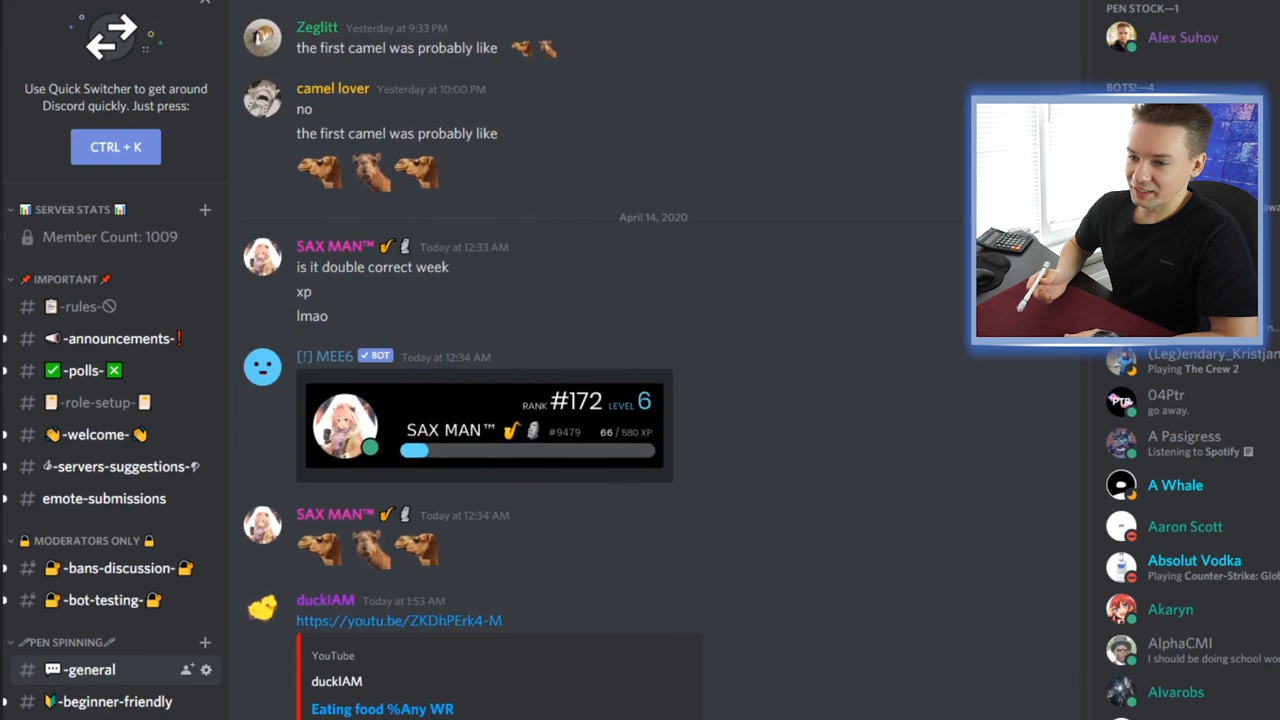 Use Quick Switcher to get around
Discord quickly. Just press:
CTRL + K
SERVER STATS
Member Count: 1009
IMPORTANT
-rules-
-announcements-
-polls-
-role-setup-
-welcome-
-servers-suggestions-
emote-submissions
MODERATORS ONLY
-bans-discussion-
-bot-testing-
PEN SPINNING
-general
-beginner-friendly
Zeglitt Yesterday at 9:33 PM
the first camel was probably like
camel lover Yesterday at 10:00 PM
no
the first camel was probably like
April 14, 2020
SAX MAN™ Today at 12:33 AM
is it double correct week
xp
lmao
[!] MEE6 BOT Today at 12:34 AM
RANK #172 LEVEL 6
SAX MAN™ #9479 66 / 580 XP
SAX MAN™ Today at 12:34 AM
duckIAM Today at 1:53 AM
https://youtu.be/ZKDhPErk4-M
YouTube
duckIAM
Eating food %Any WR
PEN STOCK—1
Alex Suhov
BOTS!—4
(Leg)endary_Kristjan
Playing The Crew 2
04Ptr
go away.
A Pasigress
Listening to Spotify
A Whale
Aaron Scott
Absolut Vodka
Playing Counter-Strike: Glob
Akaryn
AlphaCMI
I should be doing school wor
Alvarobs